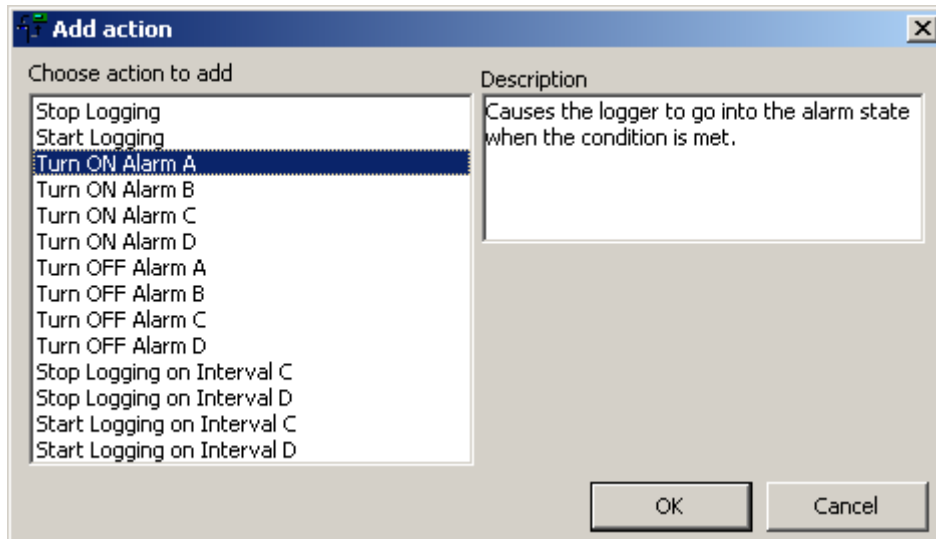 Add action
Choose action to add
Stop Logging
Start Logging
Turn ON Alarm A
Turn ON Alarm B
Turn ON Alarm C
Turn ON Alarm D
Turn OFF Alarm A
Turn OFF Alarm B
Turn OFF Alarm C
Turn OFF Alarm D
Stop Logging on Interval C
Stop Logging on Interval D
Start Logging on Interval C
Start Logging on Interval D
Description
Causes the logger to go into the alarm state
when the condition is met.
OK
Cancel